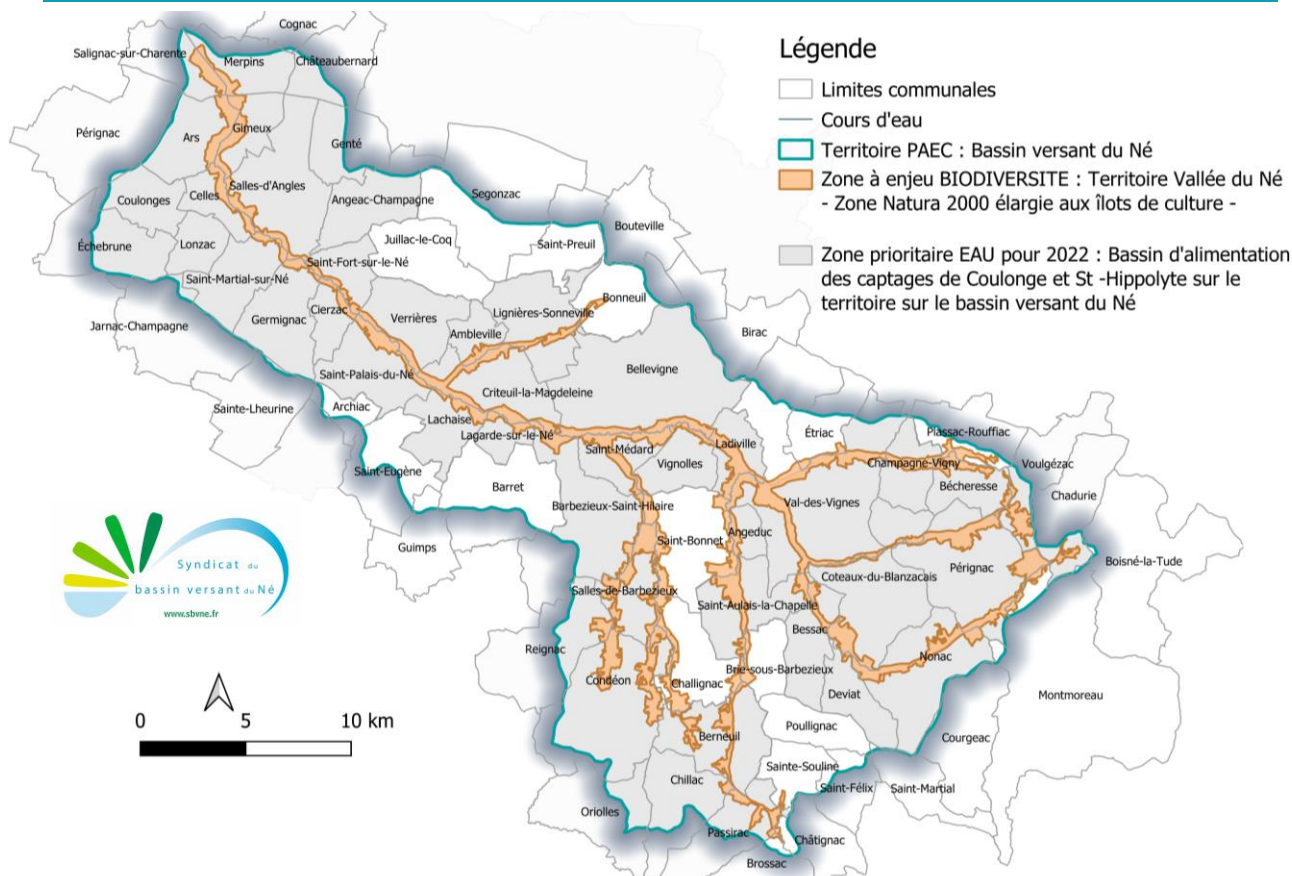 Cognac
Salignac-sur-Charente
Merpins
Châteaubernard
Pérignac
Ars
Gimeux
Genté
Salles-d'Angles
Celles
Coulonges
Angeac-Champagne
Segonzac
Bouteville
Juillac-le-Coq
Saint-Preuil
Échebrune
Lonzac
Saint-Fort-sur-le-Né
Saint-Martial-sur-Né
Bonneuil
Jarnac-Champagne
Germignac
Cierzac
Verrières
Lignières-Sonneville
Ambleville
Birac
Saint-Palais-du-Né
Bellevigne
Criteuil-la-Magdeleine
Sainte-Lheurine
Archiac
Lachaise
Lagarde-sur-le-Né
Saint-Médard
Ladiville
Étriac
Plassac-Rouffiac
Saint-Eugène
Vignolles
Champagne-Vigny
Voulgézac
Barret
Bécheresse
Chadurie
Barbezieux-Saint-Hilaire
Val-des-Vignes
Guimps
Saint-Bonnet
Angeduc
Boisné-la-Tude
Pérignac
Coteaux-du-Blanzacais
Salles-de-Barbezieux
Saint-Aulais-la-Chapelle
Bessac
Reignac
Nonac
Brie-sous-Barbezieux
Condéon
Challignac
Deviat
Montmoreau
Poullignac
Berneuil
Courgeac
Sainte-Souline
Chillac
Saint-Félix
Saint-Martial
Oriolles
Passirac
Châtignac
Brossac
Légende
Limites communales
Cours d'eau
Territoire PAEC : Bassin versant du Né
Zone à enjeu BIODIVERSITE : Territoire Vallée du Né
- Zone Natura 2000 élargie aux îlots de culture -
Zone prioritaire EAU pour 2022 : Bassin d'alimentation
des captages de Coulonge et St -Hippolyte sur le
territoire sur le bassin versant du Né
Syndicat du
bassin versant du Né
www.sbvne.fr
0 5 10 km